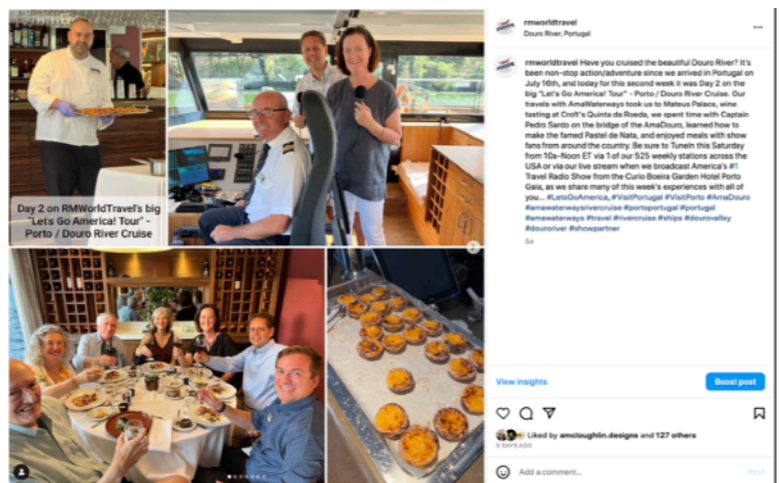 Day 2 on RMWorldTravel's big
"Let's Go America! Tour" -
Porto / Douro River Cruise
rmworldtravel
Douro River, Portugal
rmworldtravel Have you cruised the beautiful Douro River? It's
been non-stop action/adventure since we arrived in Portugal on
July 16th, and today for this second week it was Day 2 on the
big "Let's Go America! Tour" - Porto / Douro River Cruise. Our
travels with AmaWaterways took us to Mateus Palace, wine
tasting at Croft's Quinta da Roeda, we spent time with Captain
Pedro Sardo on the bridge of the AmaDouro, learned how to
make the famed Pastel de Nata, and enjoyed meals with show
fans from around the country. Be sure to TuneIn this Saturday
from 10a-Noon ET via 1 of our 525 weekly stations across the
USA or via our live stream when we broadcast America's #1
Travel Radio Show from the Curio Boeira Garden Hotel Porto
Gaia, as we share many of this week's experiences with all of
you... #LetsGoAmerica, #VisitPortugal #VisitPorto #AmaDouro
#amawaterwaysrivercruise #portoportugal #portugal
#amawaterways #travel #rivercruise #ships #dourovalley
#douroriver #showpartner
5d
View insights
Boost post
Liked by amcloughlin.designs and 127 others
6 DAYS AGO
Add a comment...
Post